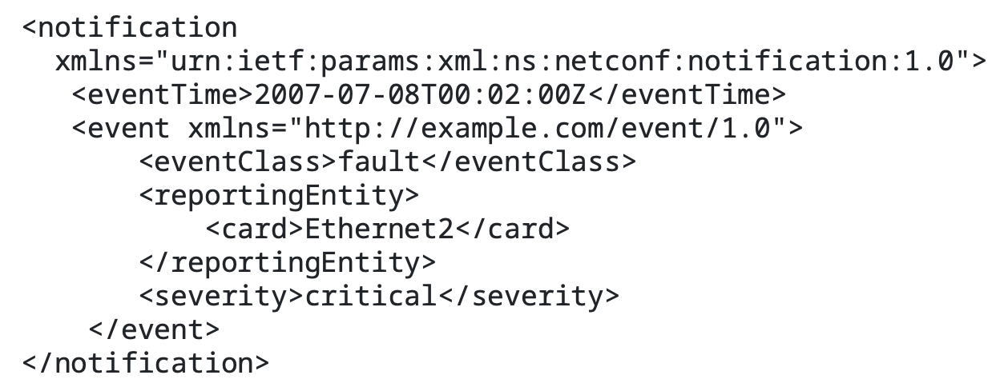 <notification
  xmlns="urn:ietf:params:xml:ns:netconf:notification:1.0">
   <eventTime>2007-07-08T00:02:00Z</eventTime>
   <event xmlns="http://example.com/event/1.0">
       <eventClass>fault</eventClass>
       <reportingEntity>
           <card>Ethernet2</card>
       </reportingEntity>
       <severity>critical</severity>
    </event>
</notification>